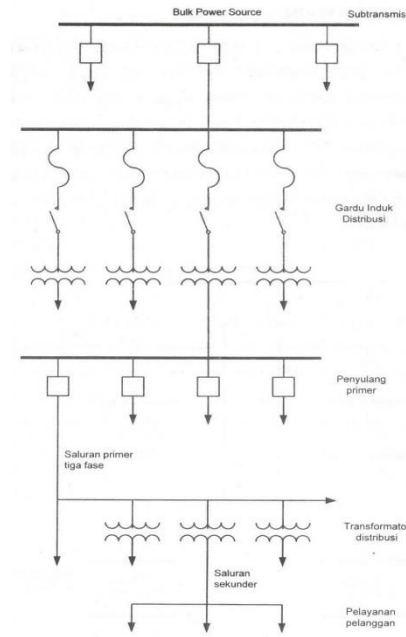 Bulk Power Source
Subtransmis
Gardu Induk
Distribusi
Penyulang
primer
Saluran primer
tiga fase
Transformato
distribusi
Saluran
sekunder
Pelayanan
pelanggan